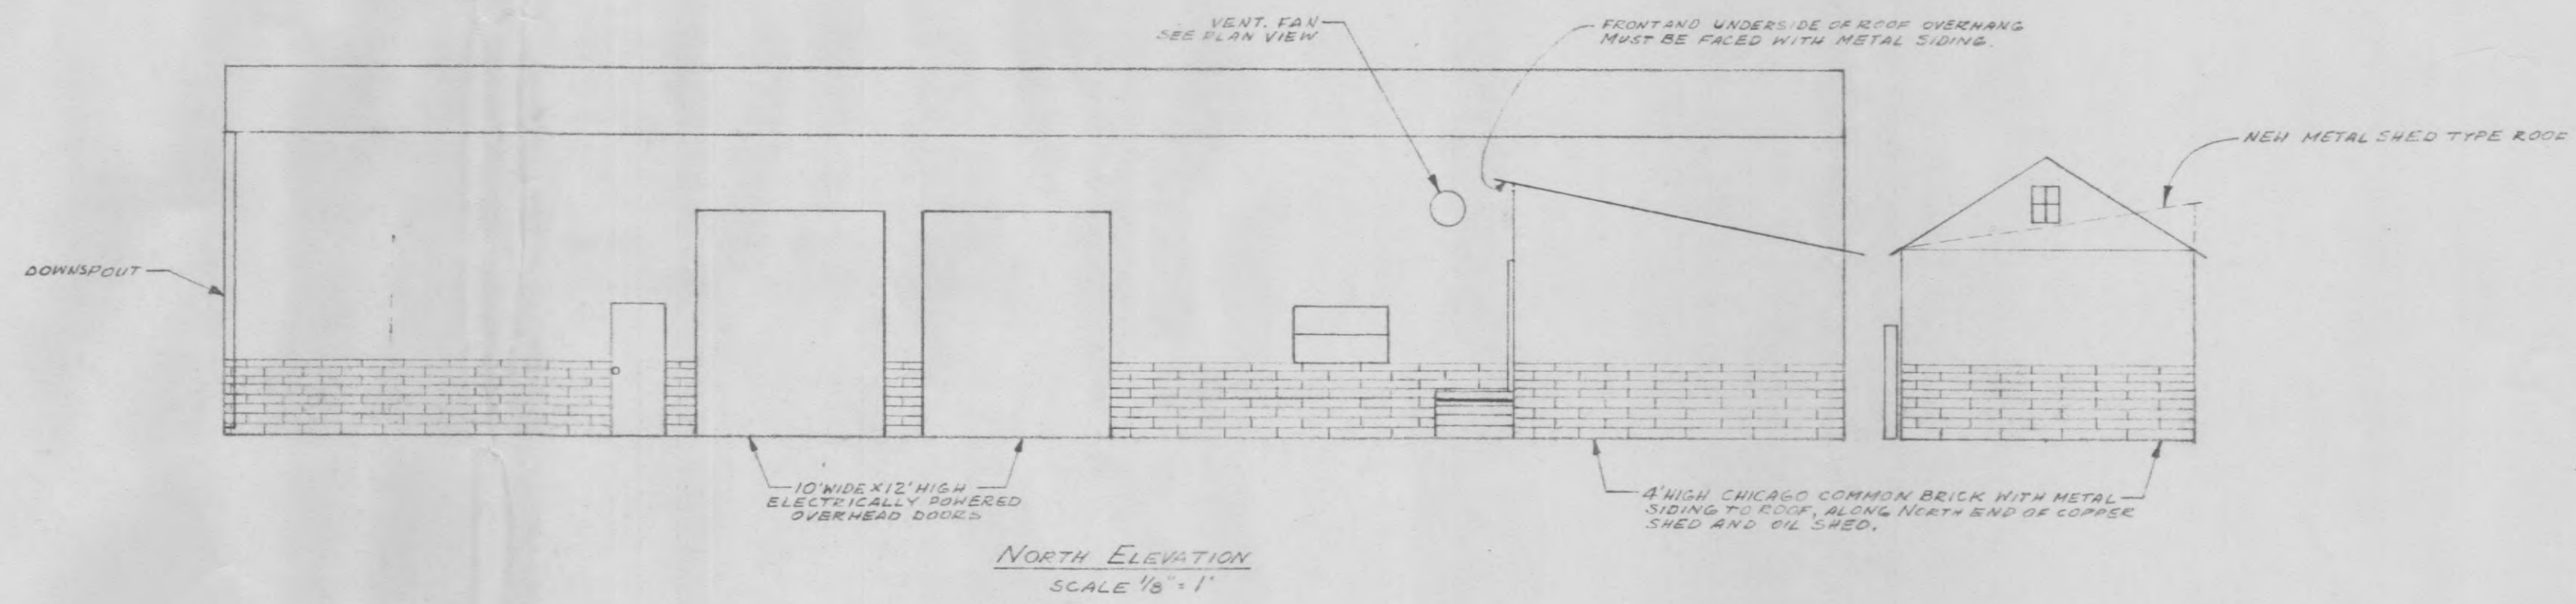 VENT. FAN
SEE PLAN VIEW
FRONT AND UNDERSIDE OF ROOF OVERHANG
MUST BE FACED WITH METAL SIDING.
NEW METAL SHED TYPE ROOF
DOWNSPOUT
10' WIDE X 12' HIGH
ELECTRICALLY POWERED
OVERHEAD DOORS
4' HIGH CHICAGO COMMON BRICK WITH METAL
SIDING TO ROOF, ALONG NORTH END OF COPPER
SHED AND OIL SHED.
NORTH ELEVATION
SCALE 1/8" = 1'